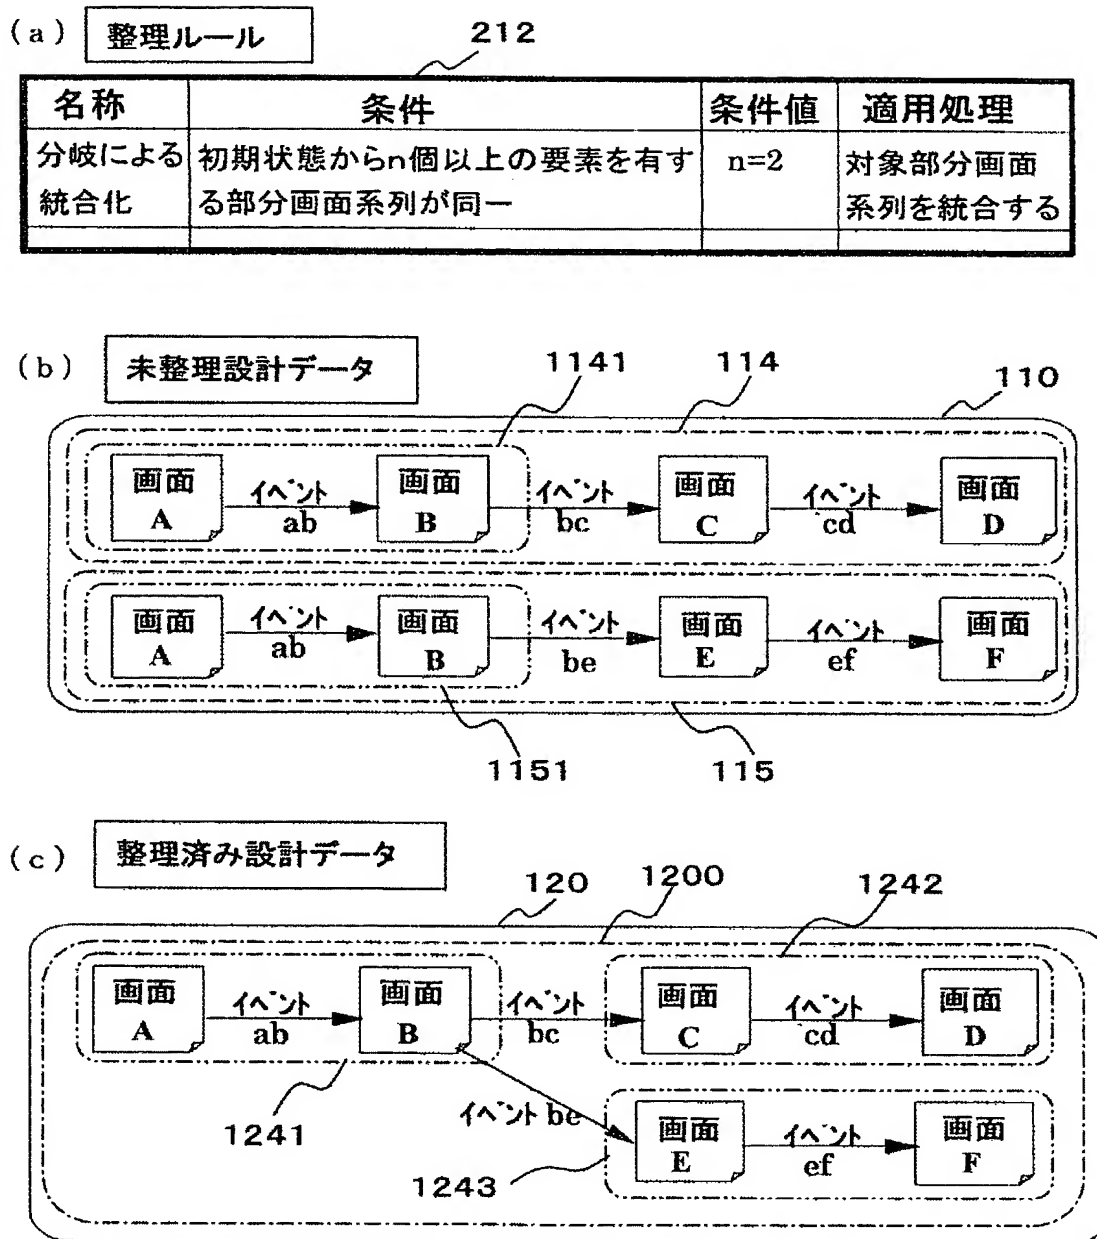 (a) 整理ルール
212
名称 条件 条件値 適用処理
分岐による 初期状態からn個以上の要素を有す n=2 対象部分画面
統合化 る部分画面系列が同一 系列を統合する
(b) 未整理設計データ
1141 114 110
画面 イベント 画面 イベント 画面 イベント 画面
A ab B bc C cd D
画面 イベント 画面 イベント 画面 イベント 画面
A ab B be E ef F
1151 115
(c) 整理済み設計データ
120 1200 1242
画面 イベント 画面 イベント 画面 イベント 画面
A ab B bc C cd D
1241 イベント be 画面 イベント 画面
E ef F
1243